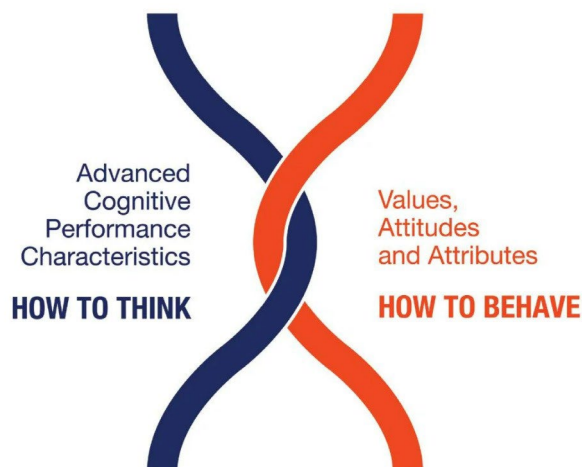 Advanced
Cognitive
Performance
Characteristics
HOW TO THINK
Values,
Attitudes
and Attributes
HOW TO BEHAVE